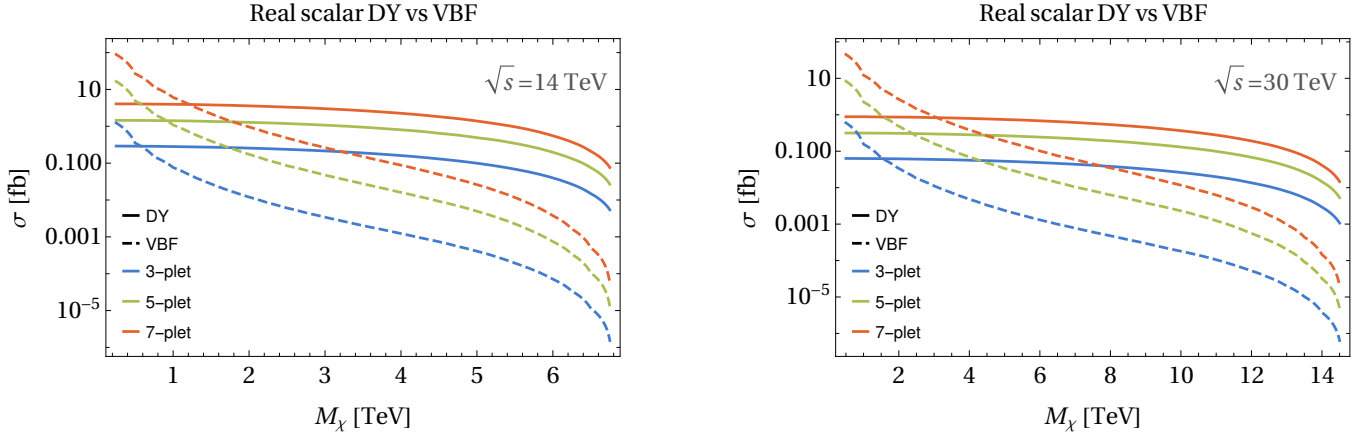 Real scalar DY vs VBF
√s = 14 TeV
10
0.100
0.001
10⁻⁵
σ [fb]
DY
VBF
3-plet
5-plet
7-plet
1 2 3 4 5 6
Mχ [TeV]
Real scalar DY vs VBF
√s = 30 TeV
10
0.100
0.001
10⁻⁵
σ [fb]
DY
VBF
3-plet
5-plet
7-plet
2 4 6 8 10 12 14
Mχ [TeV]